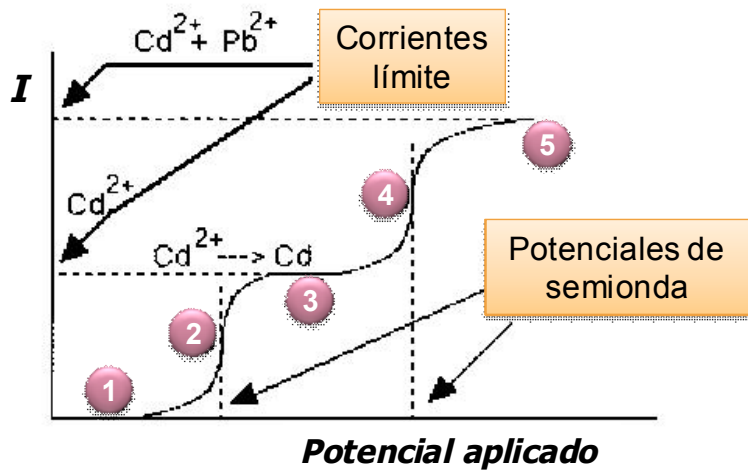 Cd²⁺+ Pb²⁺
Corrientes
límite
I
5
4
Cd²⁺
Cd²⁺ ---> Cd
Potenciales de
semionda
3
2
1
Potencial aplicado